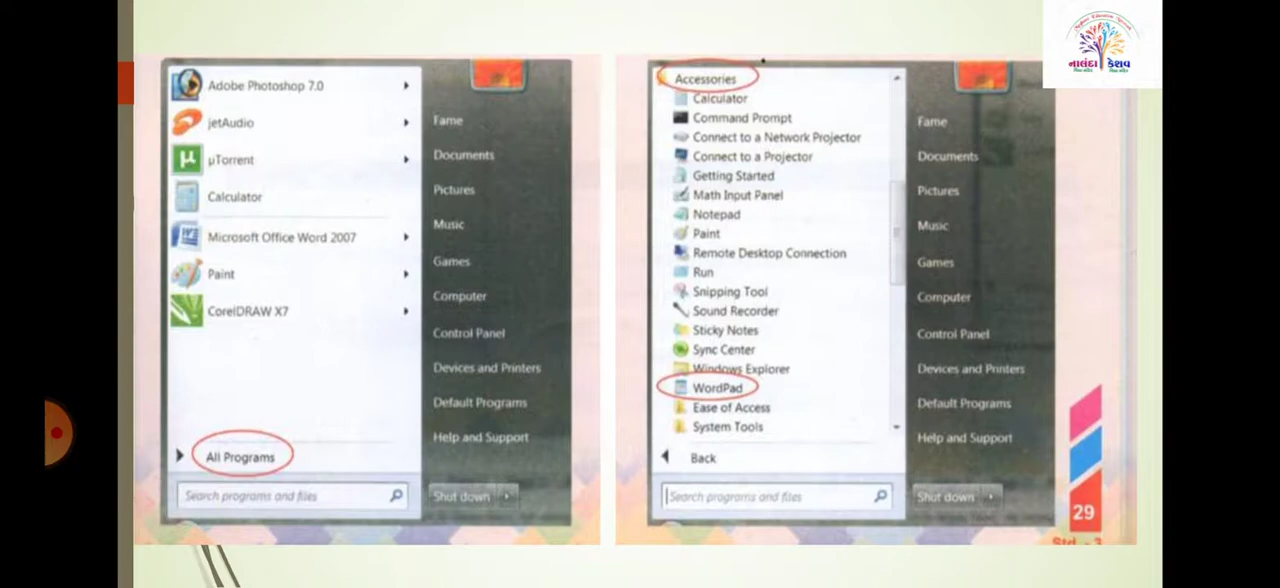 Adobe Photoshop 7.0
jetAudio
µTorrent
Calculator
Microsoft Office Word 2007
Paint
CorelDRAW X7
All Programs
Search programs and files
Fame
Documents
Pictures
Music
Games
Computer
Control Panel
Devices and Printers
Default Programs
Help and Support
Shut down
Accessories
Calculator
Command Prompt
Connect to a Network Projector
Connect to a Projector
Getting Started
Math Input Panel
Notepad
Paint
Remote Desktop Connection
Run
Snipping Tool
Sound Recorder
Sticky Notes
Sync Center
Windows Explorer
WordPad
Ease of Access
System Tools
Back
Search programs and files
Fame
Documents
Pictures
Music
Games
Computer
Control Panel
Devices and Printers
Default Programs
Help and Support
Shut down
29
Std. - 3
નાલંદા કેશવ
વિદ્યા મંદિર વિદ્યા મંદિર